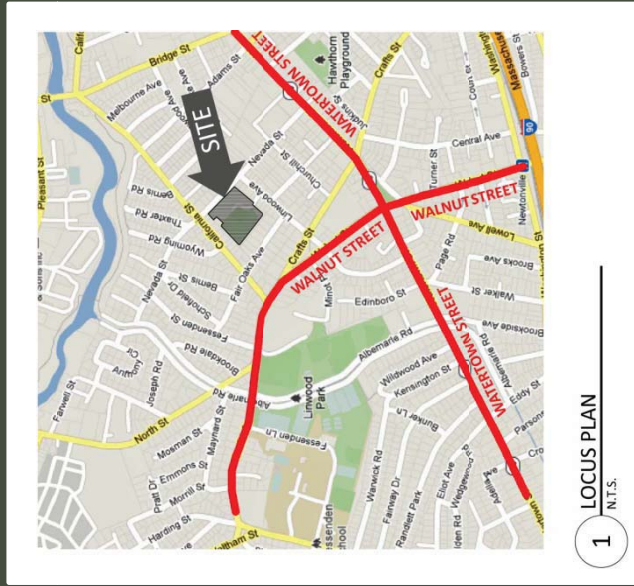 SITE
WATERTOWN STREET
WALNUT STREET
WALNUT STREET
WATERTOWN STREET
Pleasant St
Bridge St
Melbourne Ave
Adams St
Nevada St
Hawthorn
Playground
Crafts St
Judkins St
Churchill St
Linwood Ave
Bemis Rd
California St
Thaxter Rd
Wyoming Rd
Nevada St
Bemis St
Schofield Dr
Fair Oaks Ave
Crafts St
Fessenden St
Brookdale Rd
Farwell St
Joseph Rd
North St
Albemarle Rd
Maynard St
Mosman St
Emmons St
Morrill St
Pratt Dr
Harding St
Linwood
Park
Fessenden Ln
Edinboro St
Albemarle Rd
Central Ave
Turner St
Court St
Bowers St
90
Newtonville
Lowell Ave
Page Rd
Walker St
Brooks Ave
Brookside Ave
Wildwood Ave
Kensington St
Bunker Ln
Warwick Rd
Fairway Dr
Randlett Park
Eliot Ave
Albemarle Rd
Eddy St
1
LOCUS PLAN
N.T.S.